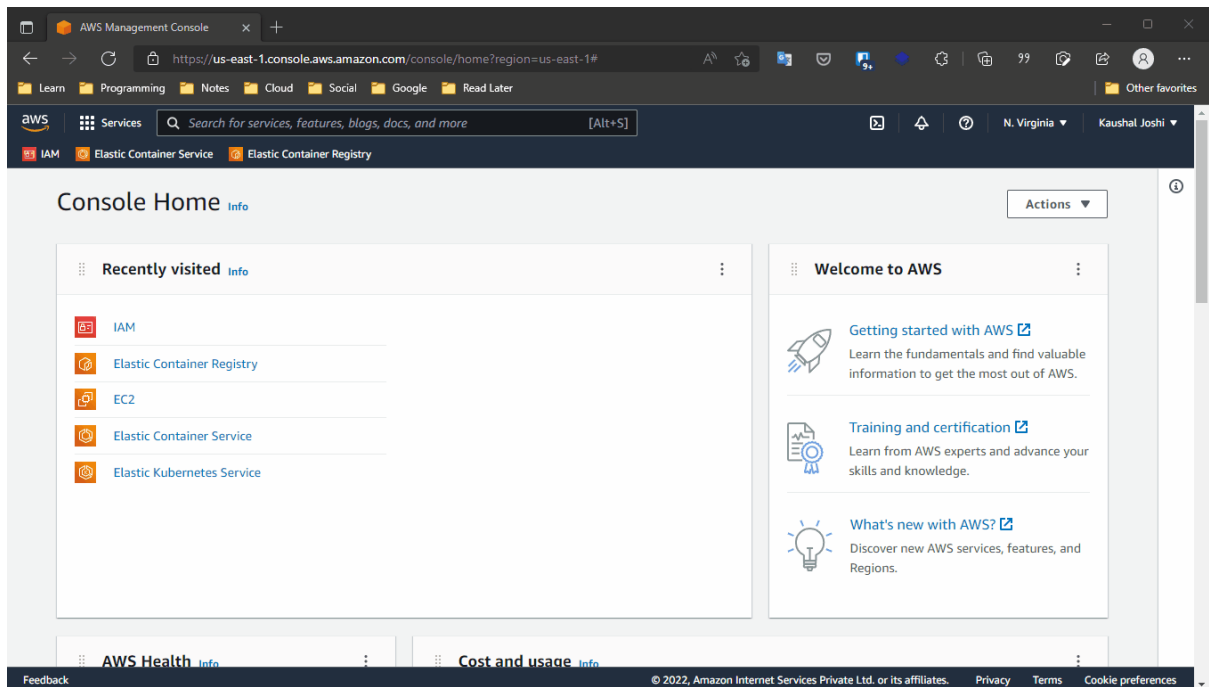 AWS Management Console
https://us-east-1.console.aws.amazon.com/console/home?region=us-east-1#
9+
Learn Programming Notes Cloud Social Google Read Later Other favorites
aws Services Search for services, features, blogs, docs, and more [Alt+S] N. Virginia Kaushal Joshi
IAM Elastic Container Service Elastic Container Registry
Console Home Info
Actions
Recently visited Info
IAM
Elastic Container Registry
EC2
Elastic Container Service
Elastic Kubernetes Service
Welcome to AWS
Getting started with AWS
Learn the fundamentals and find valuable
information to get the most out of AWS.
Training and certification
Learn from AWS experts and advance your
skills and knowledge.
What's new with AWS?
Discover new AWS services, features, and
Regions.
AWS Health Info
Cost and usage Info
Feedback © 2022, Amazon Internet Services Private Ltd. or its affiliates. Privacy Terms Cookie preferences